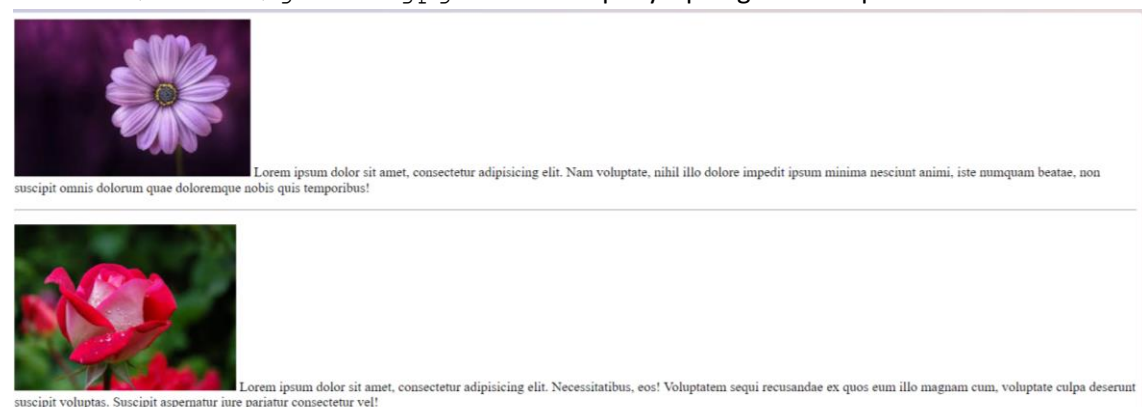 Lorem ipsum dolor sit amet, consectetur adipisicing elit. Nam voluptate, nihil illo dolore impedit ipsum minima nesciunt animi, iste numquam beatae, non
suscipit omnis dolorum quae doloremque nobis quis temporibus!
Lorem ipsum dolor sit amet, consectetur adipisicing elit. Necessitatibus, eos! Voluptatem sequi recusandae ex quos eum illo magnam cum, voluptate culpa deserunt
suscipit voluptas. Suscipit aspernatur iure pariatur consectetur vel!